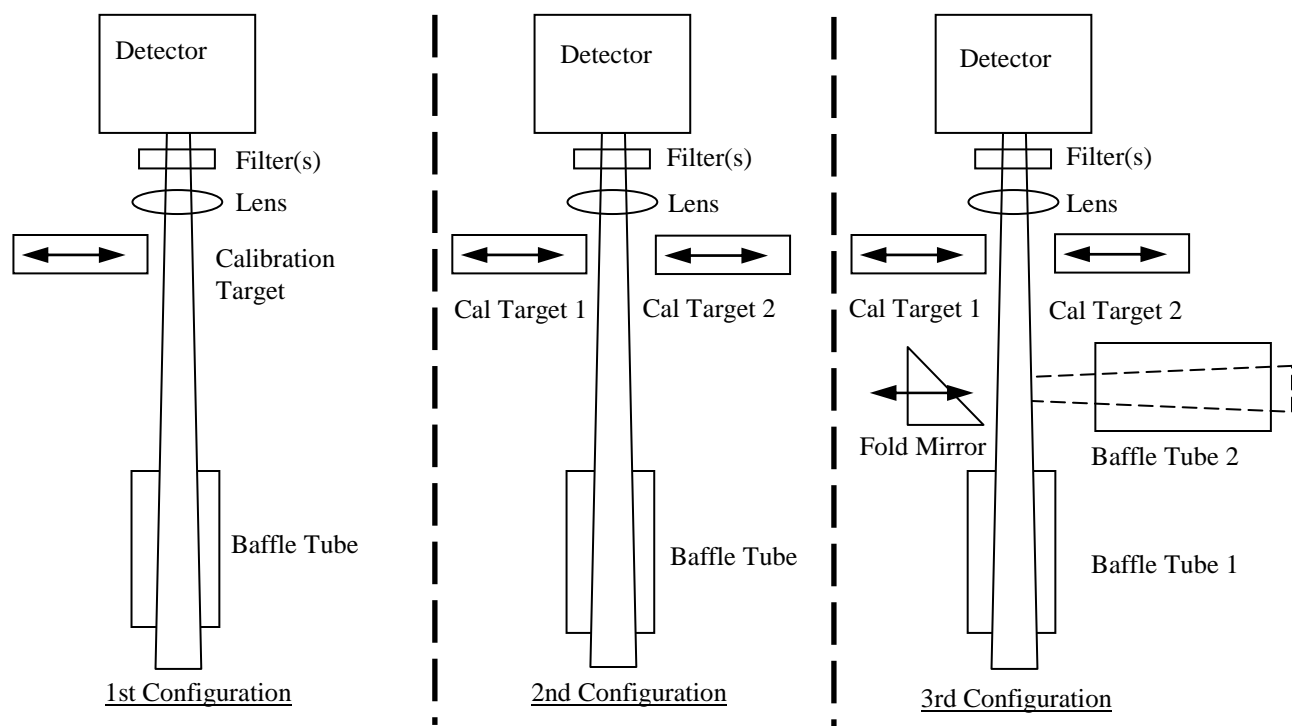 Detector
Filter(s)
Lens
Calibration
Target
Baffle Tube
1st Configuration
Detector
Filter(s)
Lens
Cal Target 1
Cal Target 2
Baffle Tube
2nd Configuration
Detector
Filter(s)
Lens
Cal Target 1
Cal Target 2
Fold Mirror
Baffle Tube 2
Baffle Tube 1
3rd Configuration